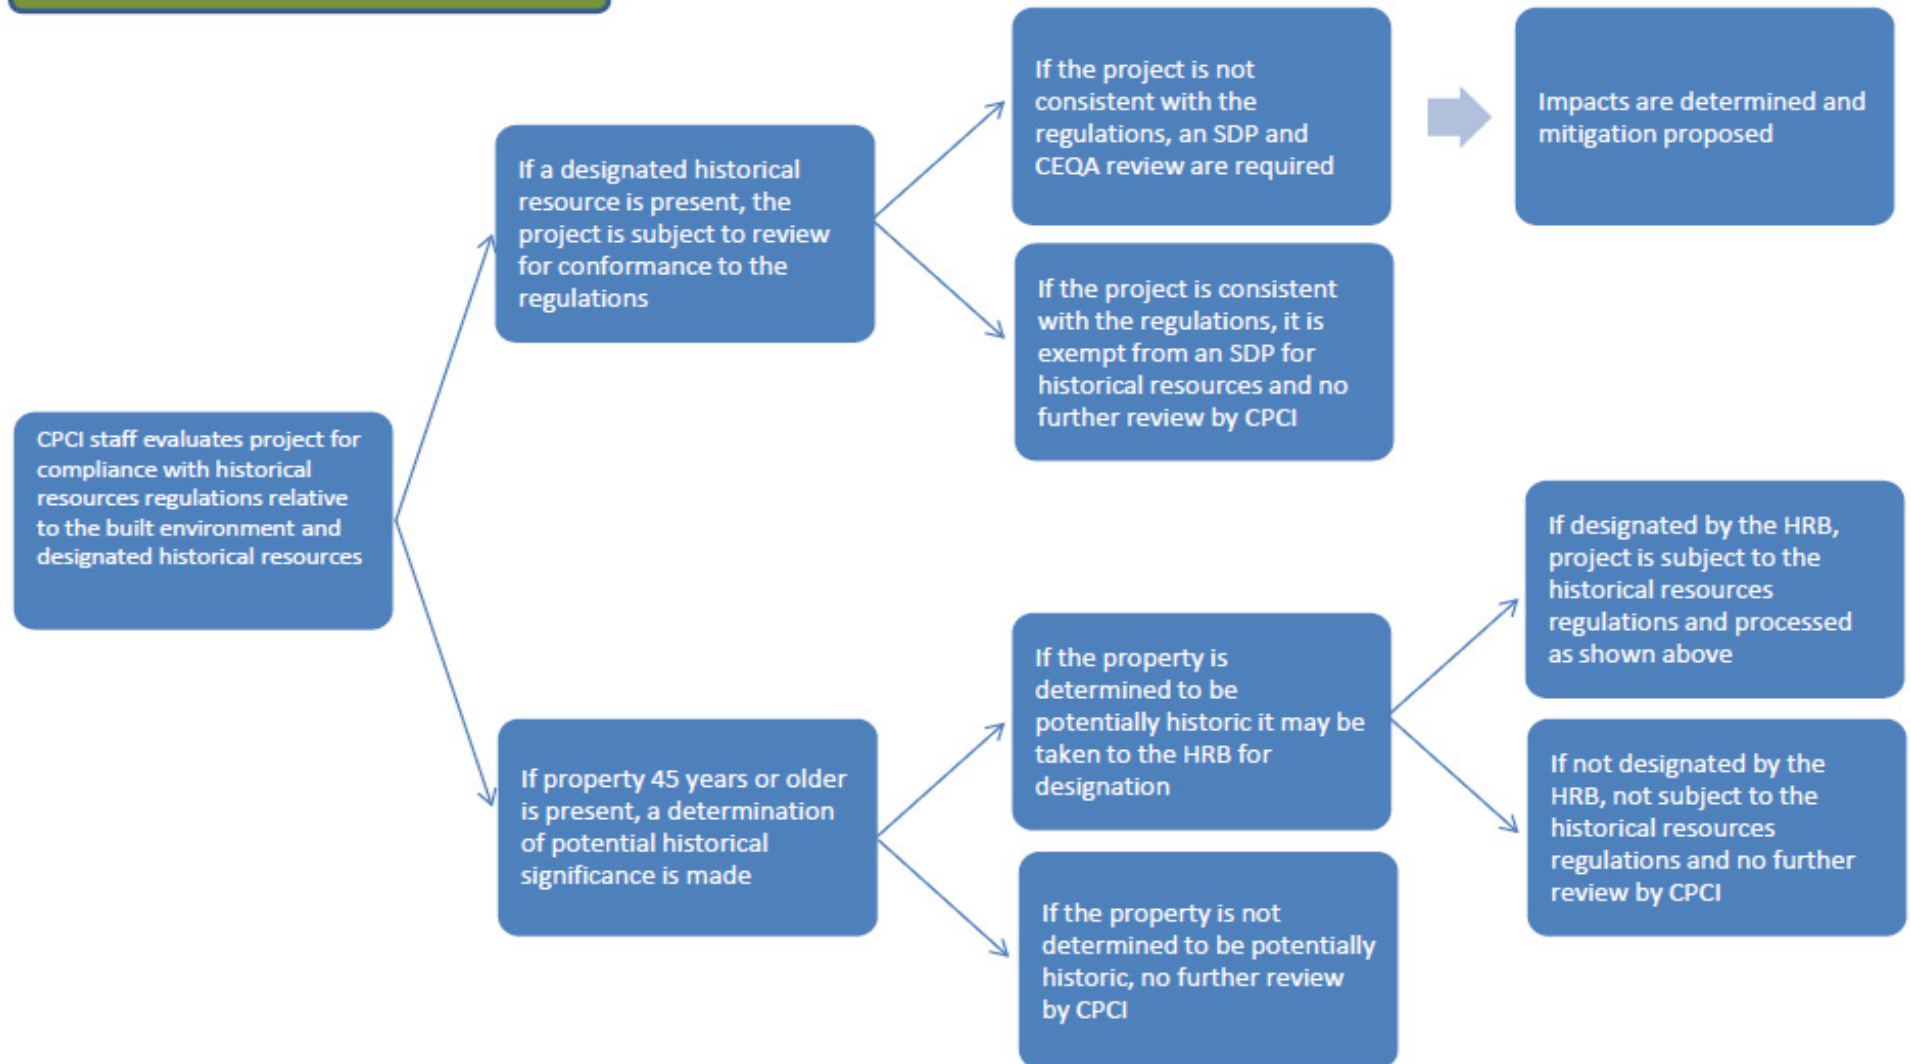 CPCI staff evaluates project for
compliance with historical
resources regulations relative
to the built environment and
designated historical resources
If a designated historical
resource is present, the
project is subject to review
for conformance to the
regulations
If the project is not
consistent with the
regulations, an SDP and
CEQA review are required
Impacts are determined and
mitigation proposed
If the project is consistent
with the regulations, it is
exempt from an SDP for
historical resources and no
further review by CPCI
If property 45 years or older
is present, a determination
of potential historical
significance is made
If the property is
determined to be
potentially historic it may be
taken to the HRB for
designation
If designated by the HRB,
project is subject to the
historical resources
regulations and processed
as shown above
If not designated by the
HRB, not subject to the
historical resources
regulations and no further
review by CPCI
If the property is not
determined to be potentially
historic, no further review
by CPCI